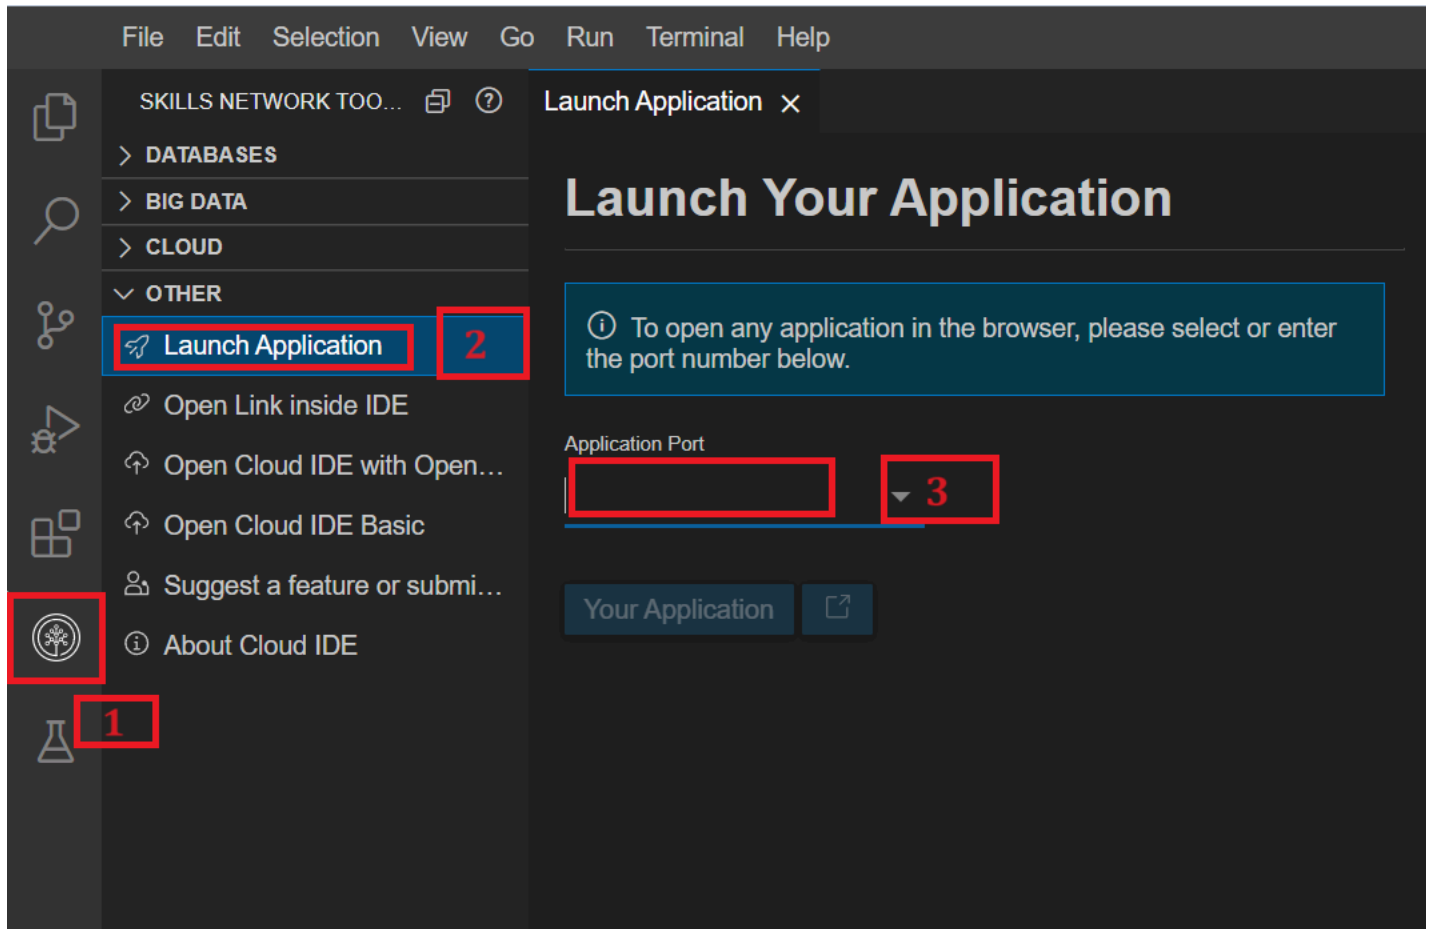 File Edit Selection View Go Run Terminal Help
SKILLS NETWORK TOO...
DATABASES
BIG DATA
CLOUD
OTHER
Launch Application
2
Open Link inside IDE
Open Cloud IDE with Open...
Open Cloud IDE Basic
Suggest a feature or submi...
About Cloud IDE
1
Launch Application
Launch Your Application
To open any application in the browser, please select or enter
the port number below.
Application Port
3
Your Application